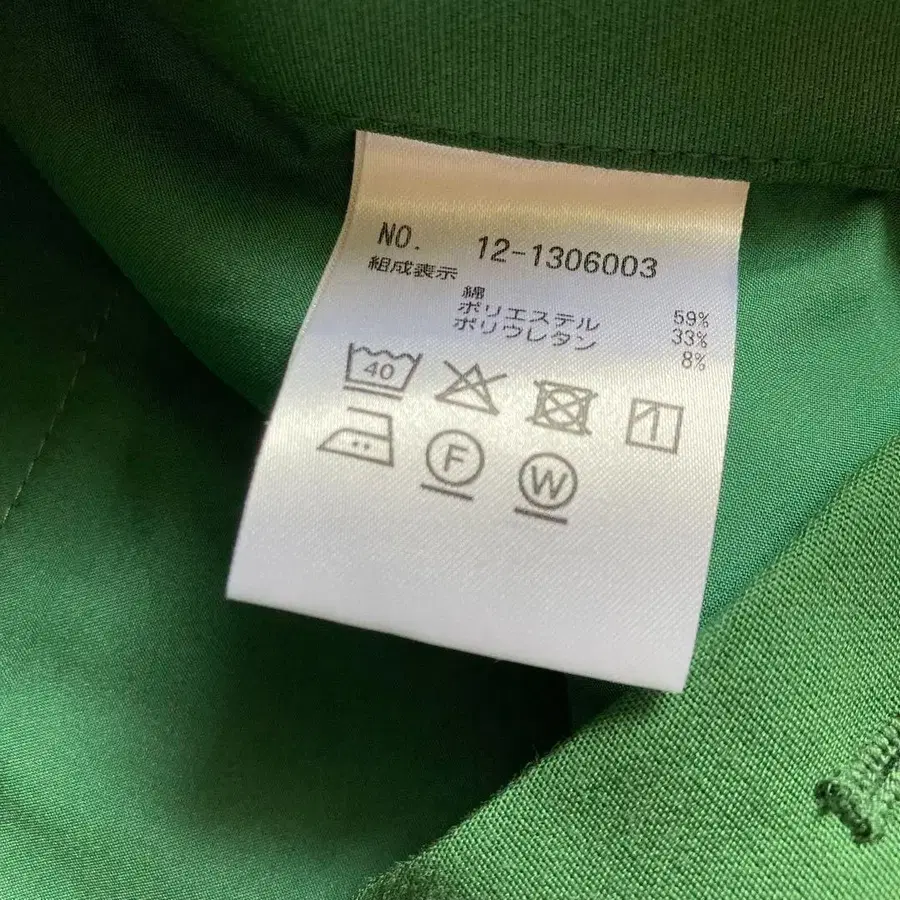 NO. 12-1306003
組成表示
綿 59%
ポリエステル 33%
ポリウレタン 8%
40
F
W